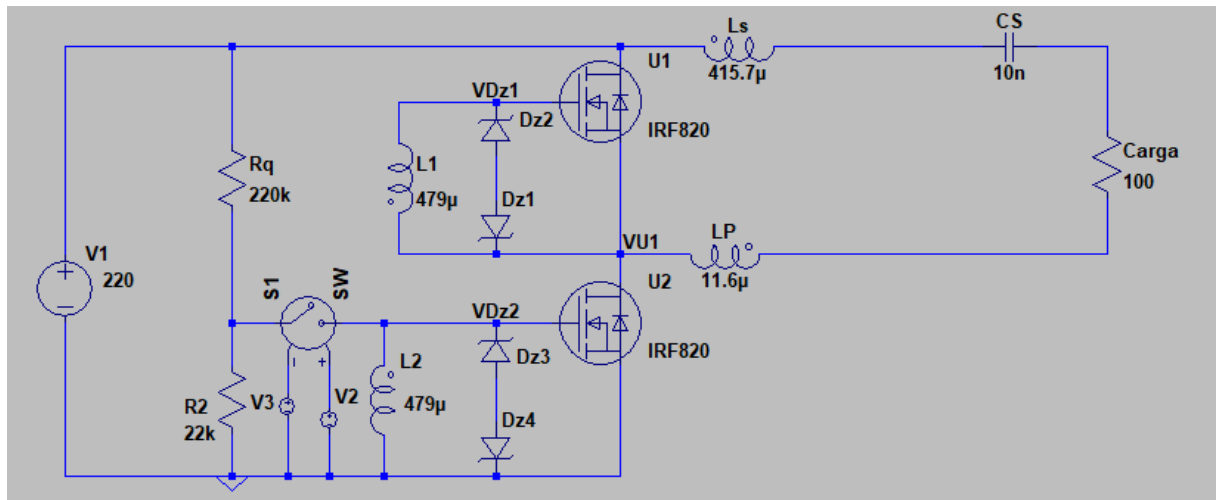 Ls
415.7µ
CS
10n
U1
IRF820
VDz1
Dz2
Rq
220k
L1
479µ
Dz1
Carga
100
VU1
LP
11.6µ
V1
220
S1
SW
U2
IRF820
VDz2
Dz3
L2
479µ
V3
V2
R2
22k
Dz4